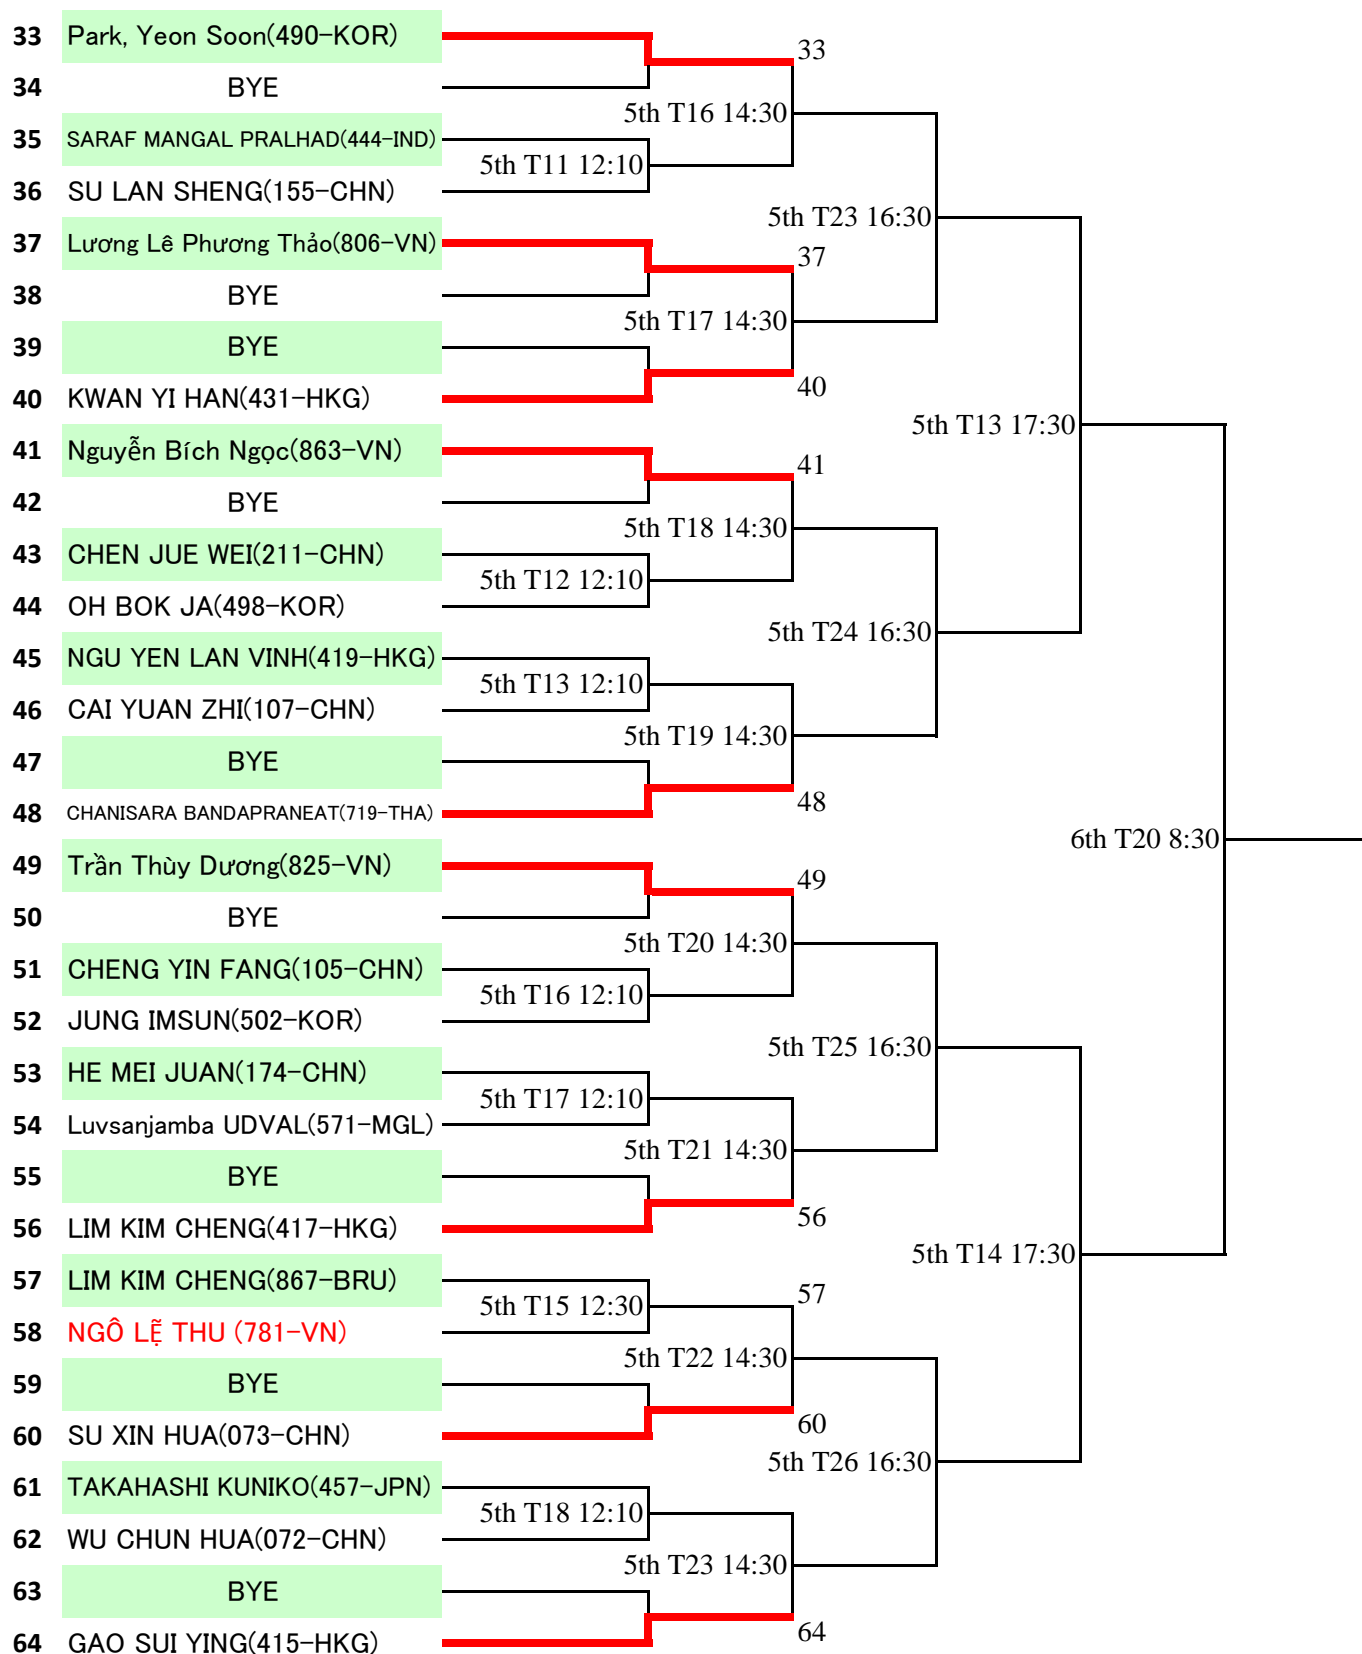 33 Park, Yeon Soon(490-KOR)
33
34 BYE
5th T16 14:30
35 SARAF MANGAL PRALHAD(444-IND)
5th T11 12:10
36 SU LAN SHENG(155-CHN)
5th T23 16:30
37 Lương Lê Phương Thảo(806-VN)
37
38 BYE
5th T17 14:30
39 BYE
40
40 KWAN YI HAN(431-HKG)
5th T13 17:30
41 Nguyễn Bích Ngọc(863-VN)
41
42 BYE
5th T18 14:30
43 CHEN JUE WEI(211-CHN)
5th T12 12:10
44 OH BOK JA(498-KOR)
5th T24 16:30
45 NGU YEN LAN VINH(419-HKG)
5th T13 12:10
46 CAI YUAN ZHI(107-CHN)
5th T19 14:30
47 BYE
48
48 CHANISARA BANDAPRANEAT(719-THA)
6th T20 8:30
49 Trần Thùy Dương(825-VN)
49
50 BYE
5th T20 14:30
51 CHENG YIN FANG(105-CHN)
5th T16 12:10
52 JUNG IMSUN(502-KOR)
5th T25 16:30
53 HE MEI JUAN(174-CHN)
5th T17 12:10
54 Luvsanjamba UDVAL(571-MGL)
5th T21 14:30
55 BYE
56
56 LIM KIM CHENG(417-HKG)
5th T14 17:30
57 LIM KIM CHENG(867-BRU)
57
5th T15 12:30
58 NGÔ LỆ̃ THU (781-VN)
5th T22 14:30
59 BYE
60
60 SU XIN HUA(073-CHN)
5th T26 16:30
61 TAKAHASHI KUNIKO(457-JPN)
5th T18 12:10
62 WU CHUN HUA(072-CHN)
5th T23 14:30
63 BYE
64
64 GAO SUI YING(415-HKG)